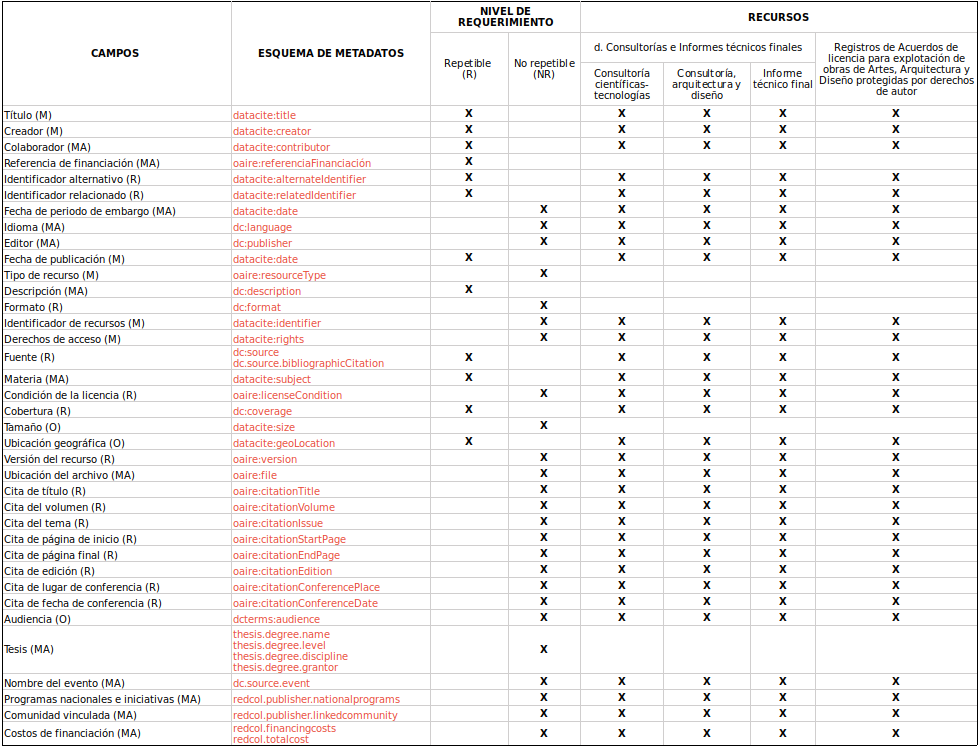 CAMPOS
ESQUEMA DE METADATOS
NIVEL DE
REQUERIMIENTO
RECURSOS
Repetible
(R)
No repetible
(NR)
d. Consultorías e Informes técnicos finales
Consultoría
científicas-
tecnologías
Consultoría,
arquitectura y
diseño
Informe
técnico final
Registros de Acuerdos de
licencia para explotación de
obras de Artes, Arquitectura y
Diseño protegidas por derechos
de autor
Título (M) datacite:title X X X X X
Creador (M) datacite:creator X X X X X
Colaborador (MA) datacite:contributor X X X X X
Referencia de financiación (MA) oaire:referenciaFinanciación X
Identificador alternativo (R) datacite:alternateIdentifier X X X X X
Identificador relacionado (R) datacite:relatedIdentifier X X X X X
Fecha de periodo de embargo (MA) datacite:date X X X X X
Idioma (MA) dc:language X X X X X
Editor (MA) dc:publisher X X X X X
Fecha de publicación (M) datacite:date X X X X X
Tipo de recurso (M) oaire:resourceType X
Descripción (MA) dc:description X
Formato (R) dc:format X
Identificador de recursos (M) datacite:identifier X X X X X
Derechos de acceso (M) datacite:rights X X X X X
Fuente (R) dc:source
dc.source.bibliographicCitation X X X X X
Materia (MA) datacite:subject X X X X X
Condición de la licencia (R) oaire:licenseCondition X X X X X
Cobertura (R) dc:coverage X X X X X
Tamaño (O) datacite:size X
Ubicación geográfica (O) datacite:geoLocation X X X X X
Versión del recurso (R) oaire:version X X X X X
Ubicación del archivo (MA) oaire:file X X X X X
Cita de título (R) oaire:citationTitle X X X X X
Cita del volumen (R) oaire:citationVolume X X X X X
Cita del tema (R) oaire:citationIssue X X X X X
Cita de página de inicio (R) oaire:citationStartPage X X X X X
Cita de página final (R) oaire:citationEndPage X X X X X
Cita de edición (R) oaire:citationEdition X X X X X
Cita de lugar de conferencia (R) oaire:citationConferencePlace X X X X X
Cita de fecha de conferencia (R) oaire:citationConferenceDate X X X X X
Audiencia (O) dcterms:audience X X X X X
Tesis (MA) thesis.degree.name
thesis.degree.level
thesis.degree.discipline
thesis.degree.grantor X
Nombre del evento (MA) dc.source.event X X X X X
Programas nacionales e iniciativas (MA) redcol.publisher.nationalprograms X X X X X
Comunidad vinculada (MA) redcol.publisher.linkedcommunity X X X X X
Costos de financiación (MA) redcol.financingcosts
redcol.totalcost X X X X X